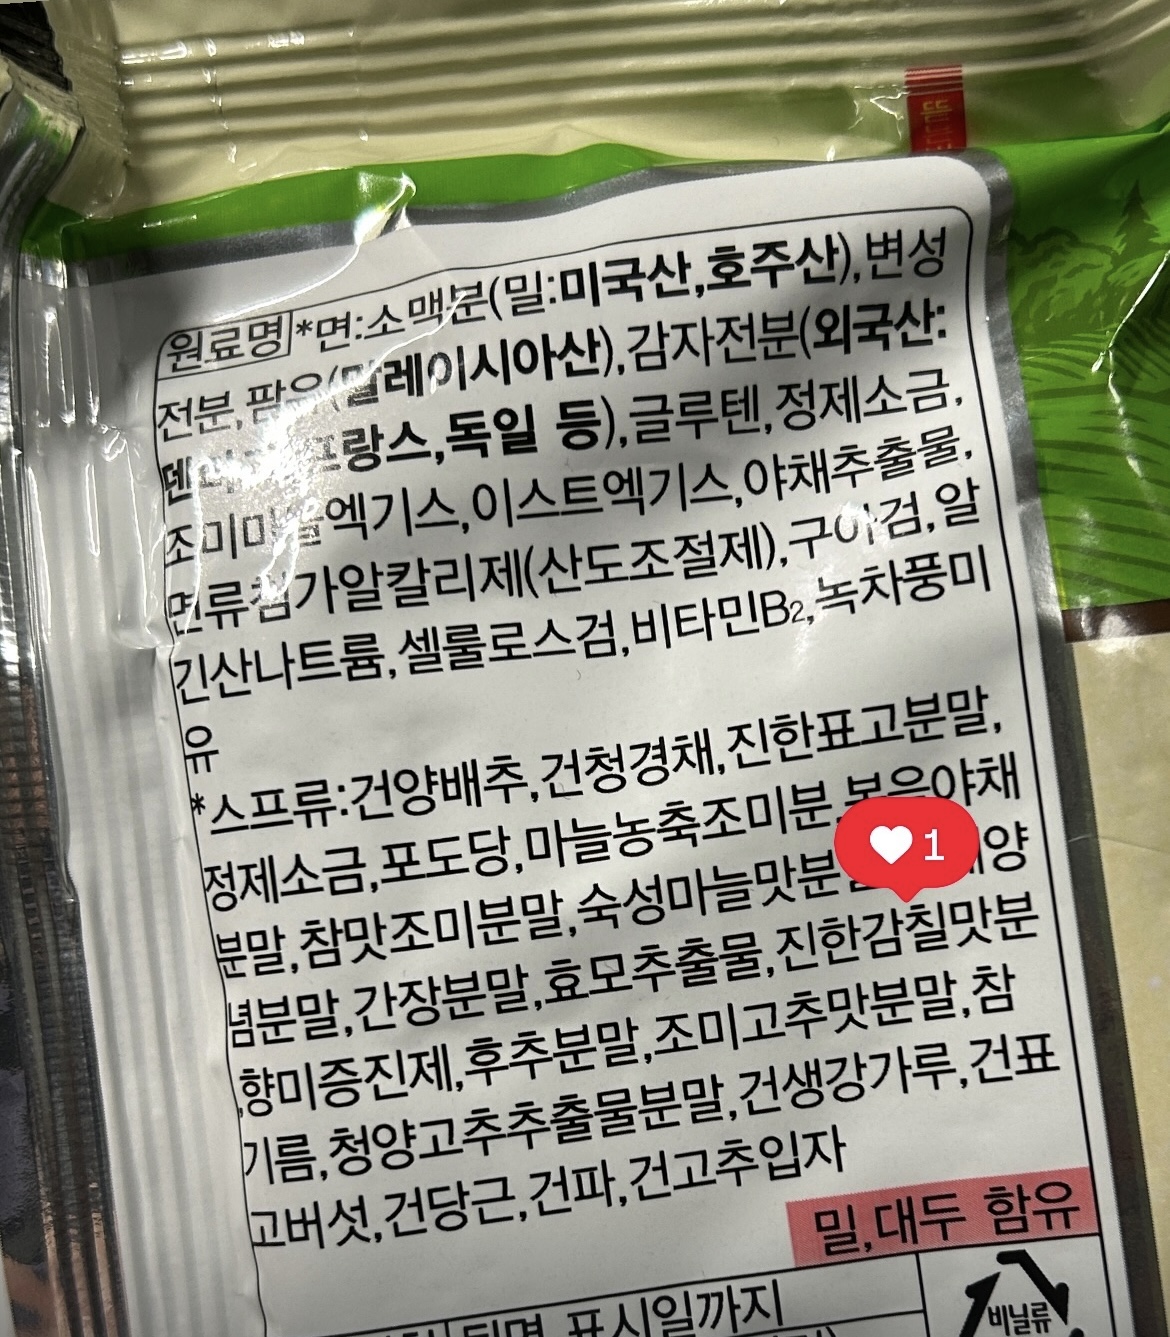 원료명 *면:소맥분(밀:미국산,호주산),변성
전분,팜유(말레이시아산),감자전분(외국산:
프랑스,독일 등),글루텐,정제소금,
조미마늘엑기스,이스트엑기스,야채추출물,
면류첨가알칼리제(산도조절제),구아검,알
긴산나트륨,셀룰로스검,비타민B2,녹차풍미
유
*스프류:건양배추,건청경채,진한표고분말,
정제소금,포도당,마늘농축조미분,볶음야채
분말,참맛조미분말,숙성마늘맛분
념분말,간장분말,효모추출물,진한감칠맛분
,향미증진제,후추분말,조미고추맛분말,참
기름,청양고추추출물분말,건생강가루,건표
고버섯,건당근,건파,건고추입자
밀,대두 함유
표시일까지
비닐류
1